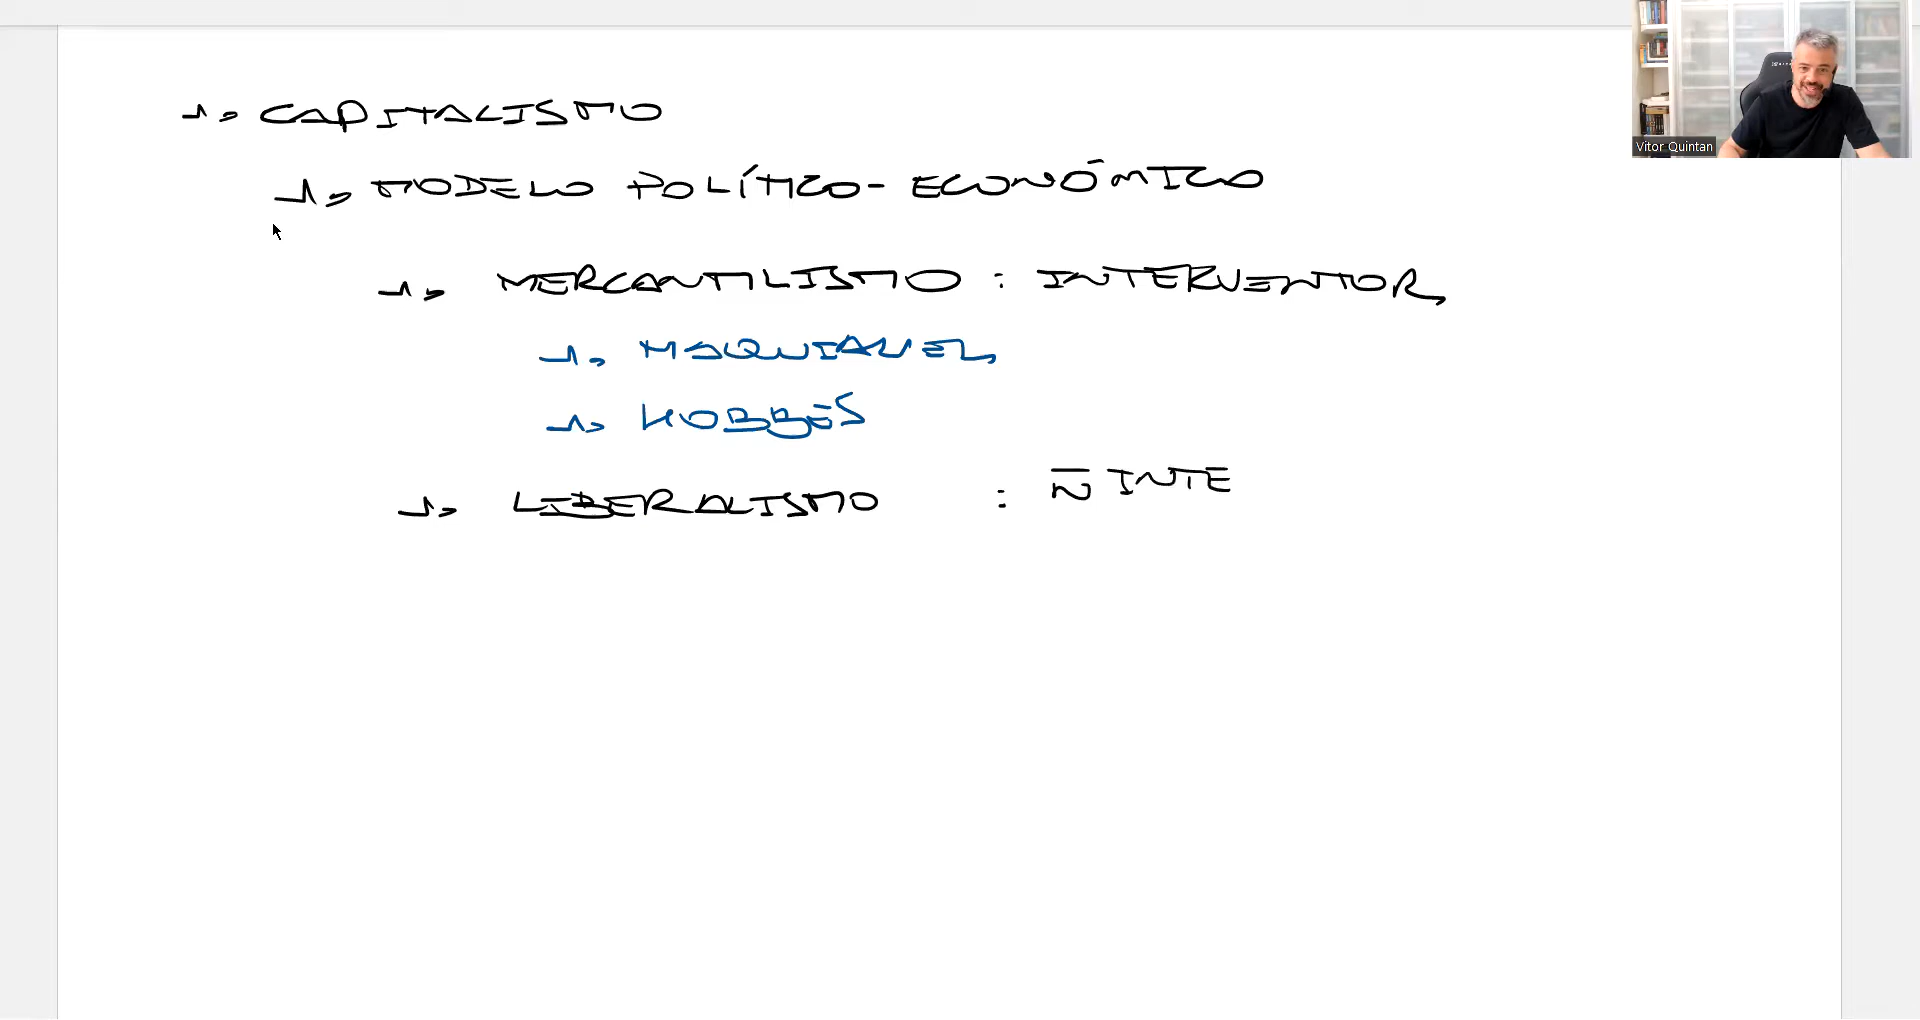 Vitor Quintan
→ CAPITALISMO
→ MODELO POLÍTICO-ECONÔMICO
→ MERCANTILISMO : INTERVENTOR
→ MAQUIAVEL
→ HOBBES
→ LIBERALISMO : Ñ INTE